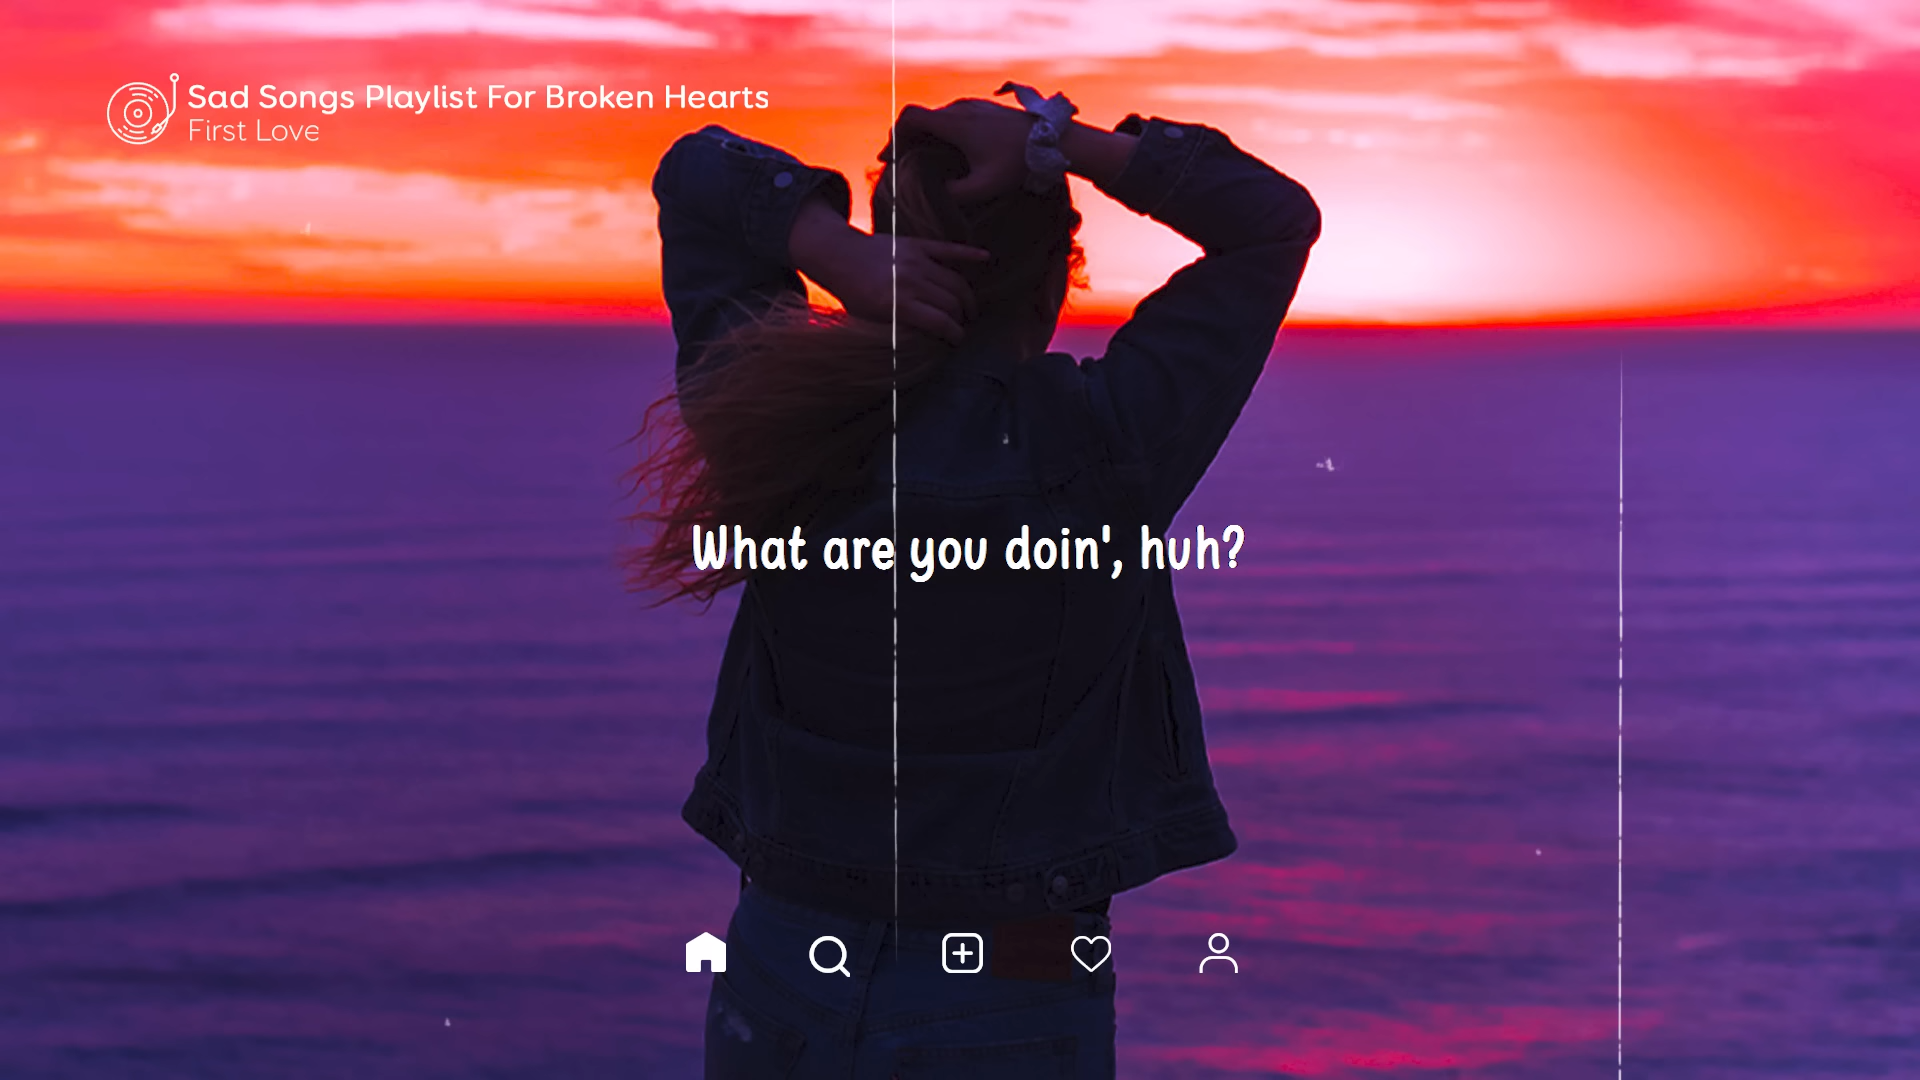 Sad Songs Playlist For Broken Hearts
First Love
What are you doin', huh?